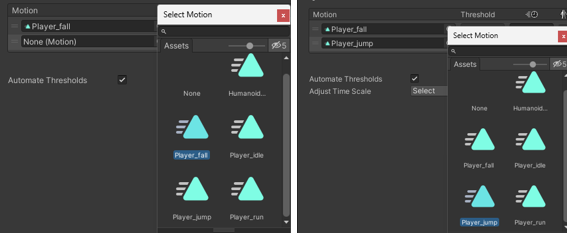 Motion
Player_fall
None (Motion)
Automate Thresholds
Select Motion
Assets
5
None
Humanoid...
Player_fall
Player_idle
Player_jump
Player_run
Motion
Threshold
Player_fall
Player_jump
Automate Thresholds
Adjust Time Scale
Select
Select Motion
Assets
5
None
Humanoid...
Player_fall
Player_idle
Player_jump
Player_run